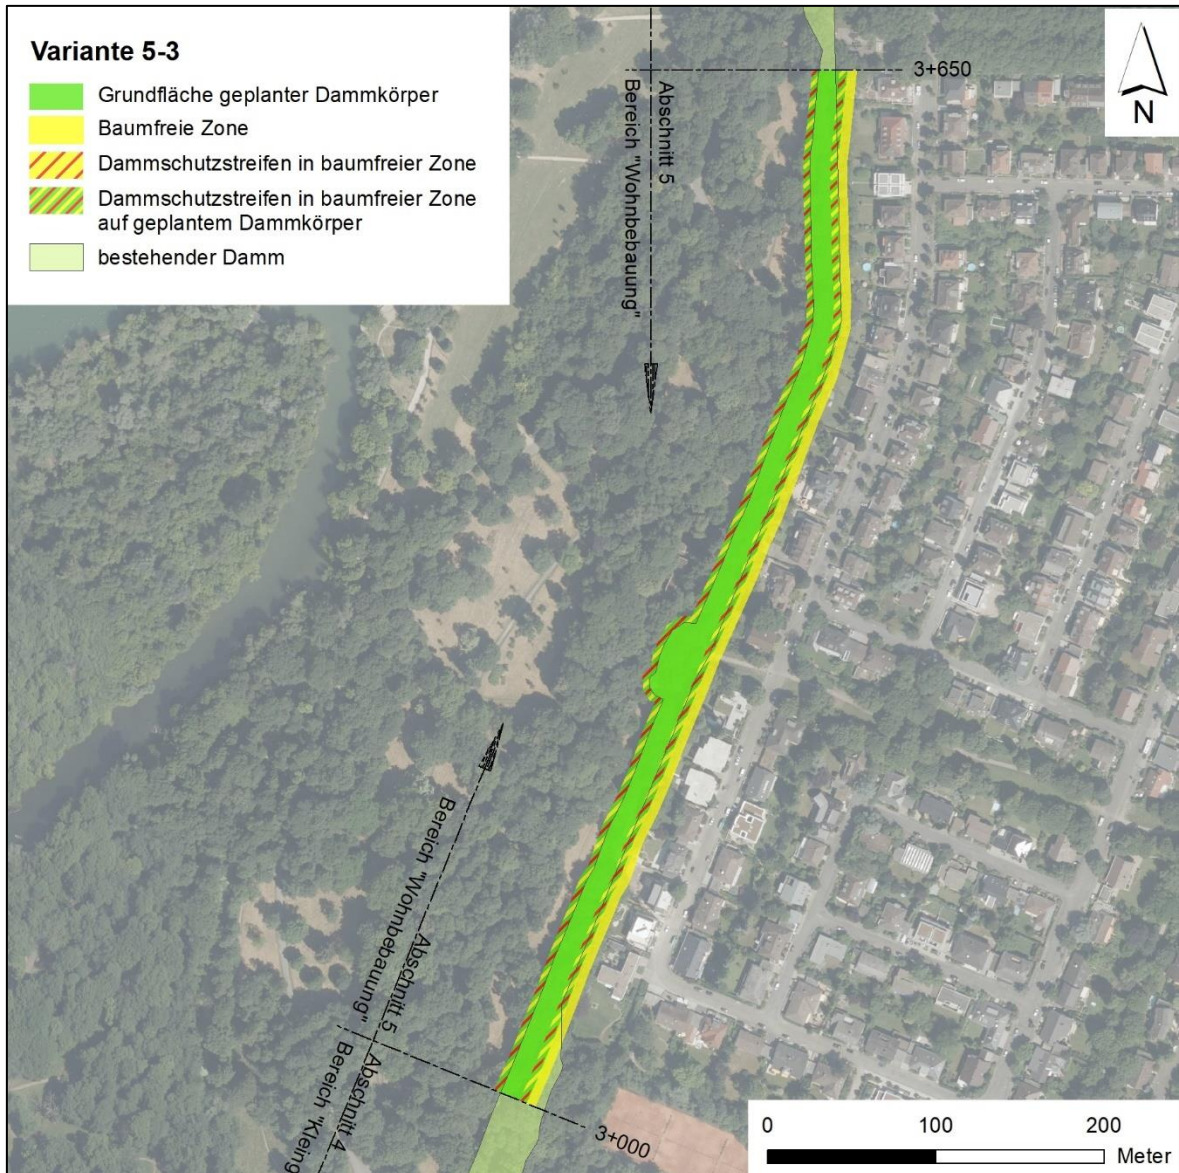 Variante 5-3
Grundfläche geplanter Dammkörper
Baumfreie Zone
Dammschutzstreifen in baumfreier Zone
Dammschutzstreifen in baumfreier Zone
auf geplantem Dammkörper
bestehender Damm
N
3+650
Abschnitt 5
Bereich "Wohnbebauung"
Abschnitt 5
Bereich "Wohnbebauung"
Abschnitt 4
Bereich "Kleing
3+000
0 100 200
Meter